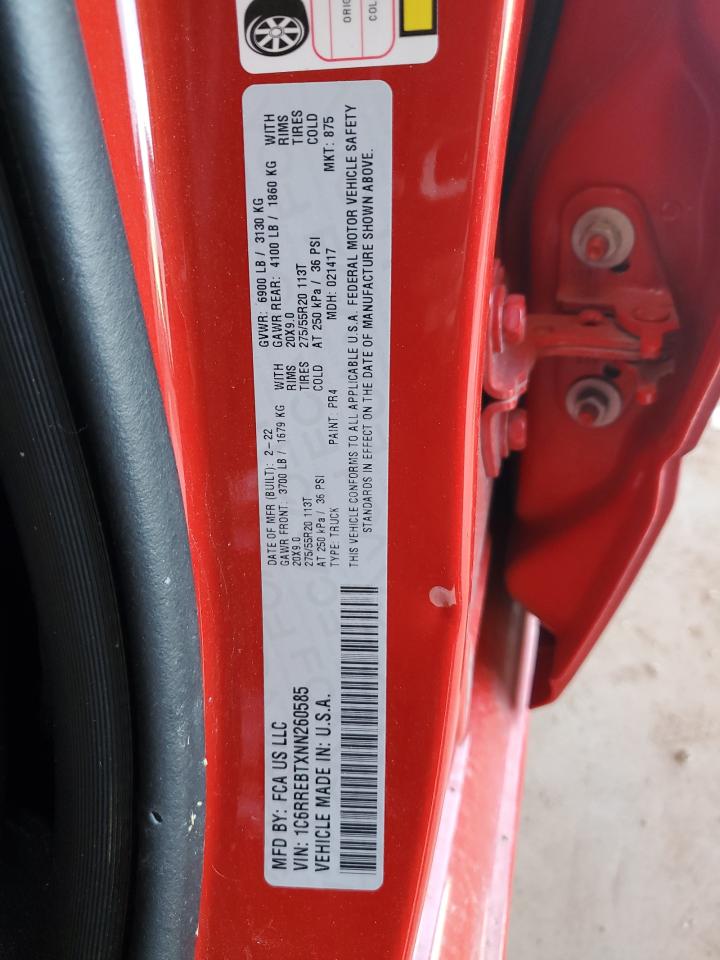 ORIG
COL
MFD BY: FCA US LLC
VIN: 1C6RREBTXNN260585
VEHICLE MADE IN: U.S.A.
DATE OF MFR (BUILT): 2-22 GVWR: 6900 LB / 3130 KG
GAWR FRONT: 3700 LB / 1679 KG WITH GAWR REAR: 4100 LB / 1860 KG WITH
20X9.0 RIMS 20X9.0 RIMS
275/55R20 113T TIRES 275/55R20 113T TIRES
AT 250 kPa / 36 PSI COLD AT 250 kPa / 36 PSI COLD
TYPE: TRUCK PAINT: PR4 MDH: 021417 MKT: 875
THIS VEHICLE CONFORMS TO ALL APPLICABLE U.S.A. FEDERAL MOTOR VEHICLE SAFETY
STANDARDS IN EFFECT ON THE DATE OF MANUFACTURE SHOWN ABOVE.